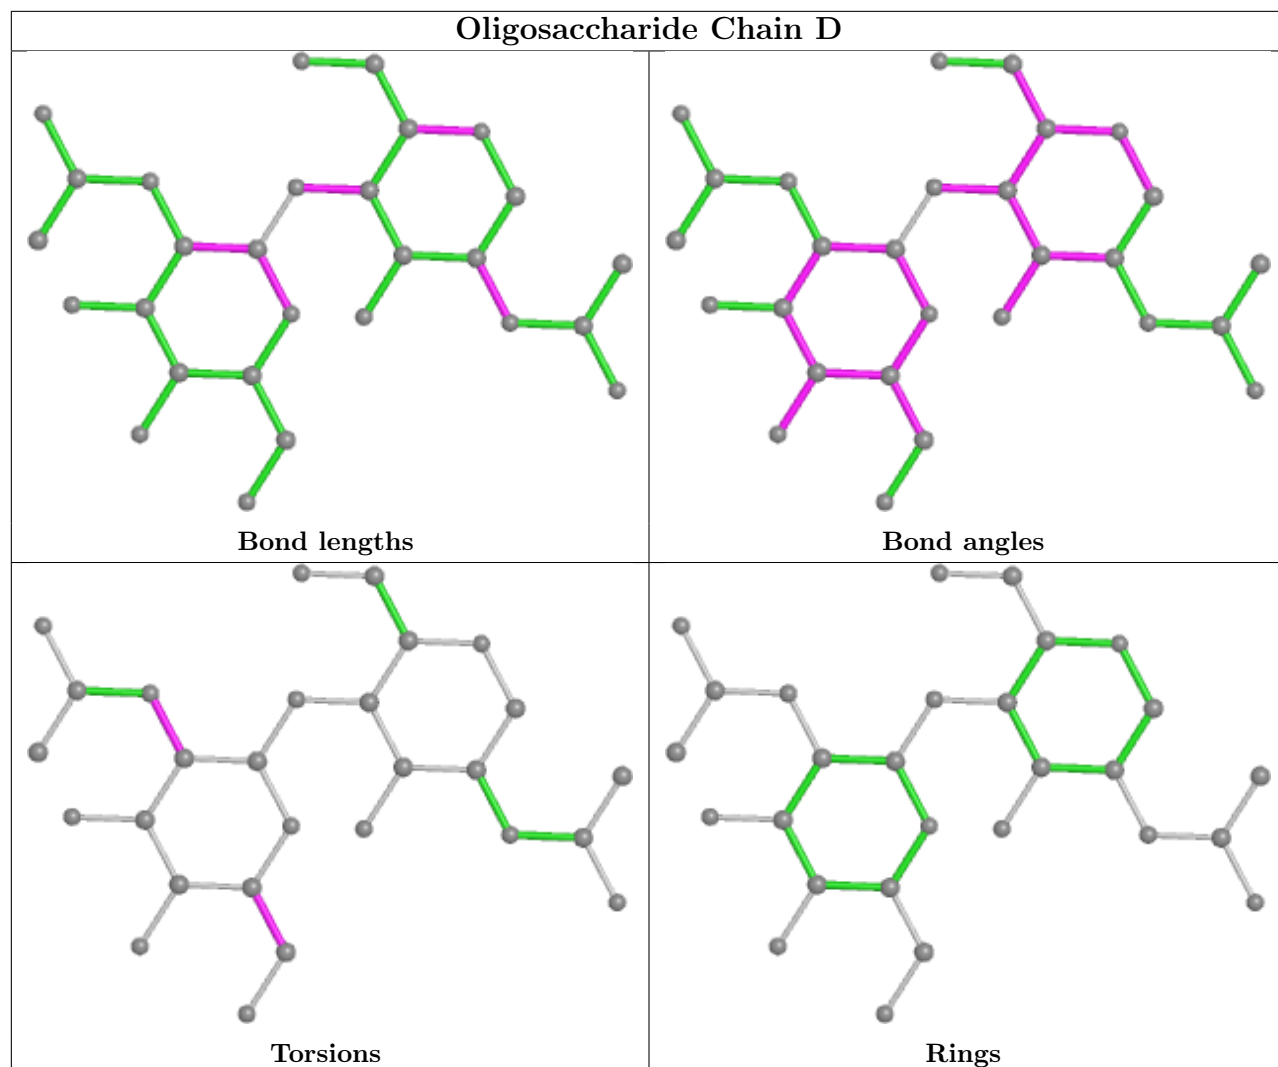 Oligosaccharide Chain D
Bond lengths
Bond angles
Torsions
Rings